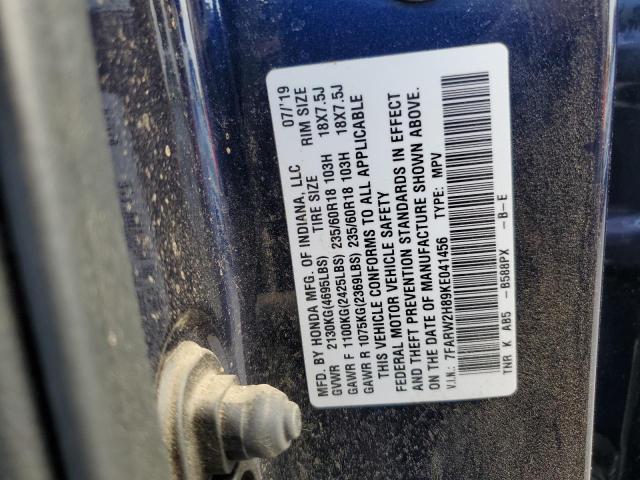 MFD. BY HONDA MFG. OF INDIANA, LLC 07/'19
TIRE SIZE RIM SIZE
GVWR 2130KG(4695LBS)
GAWR F 1100KG(2425LBS) 235/60R18 103H 18X7.5J
GAWR R 1075KG(2369LBS) 235/60R18 103H 18X7.5J
THIS VEHICLE CONFORMS TO ALL APPLICABLE
FEDERAL MOTOR VEHICLE SAFETY
AND THEFT PREVENTION STANDARDS IN EFFECT
ON THE DATE OF MANUFACTURE SHOWN ABOVE.
V.I.N.: 7FARW2H89KE041456 TYPE: MPV
TNR K AB5 -B588PX -B-E